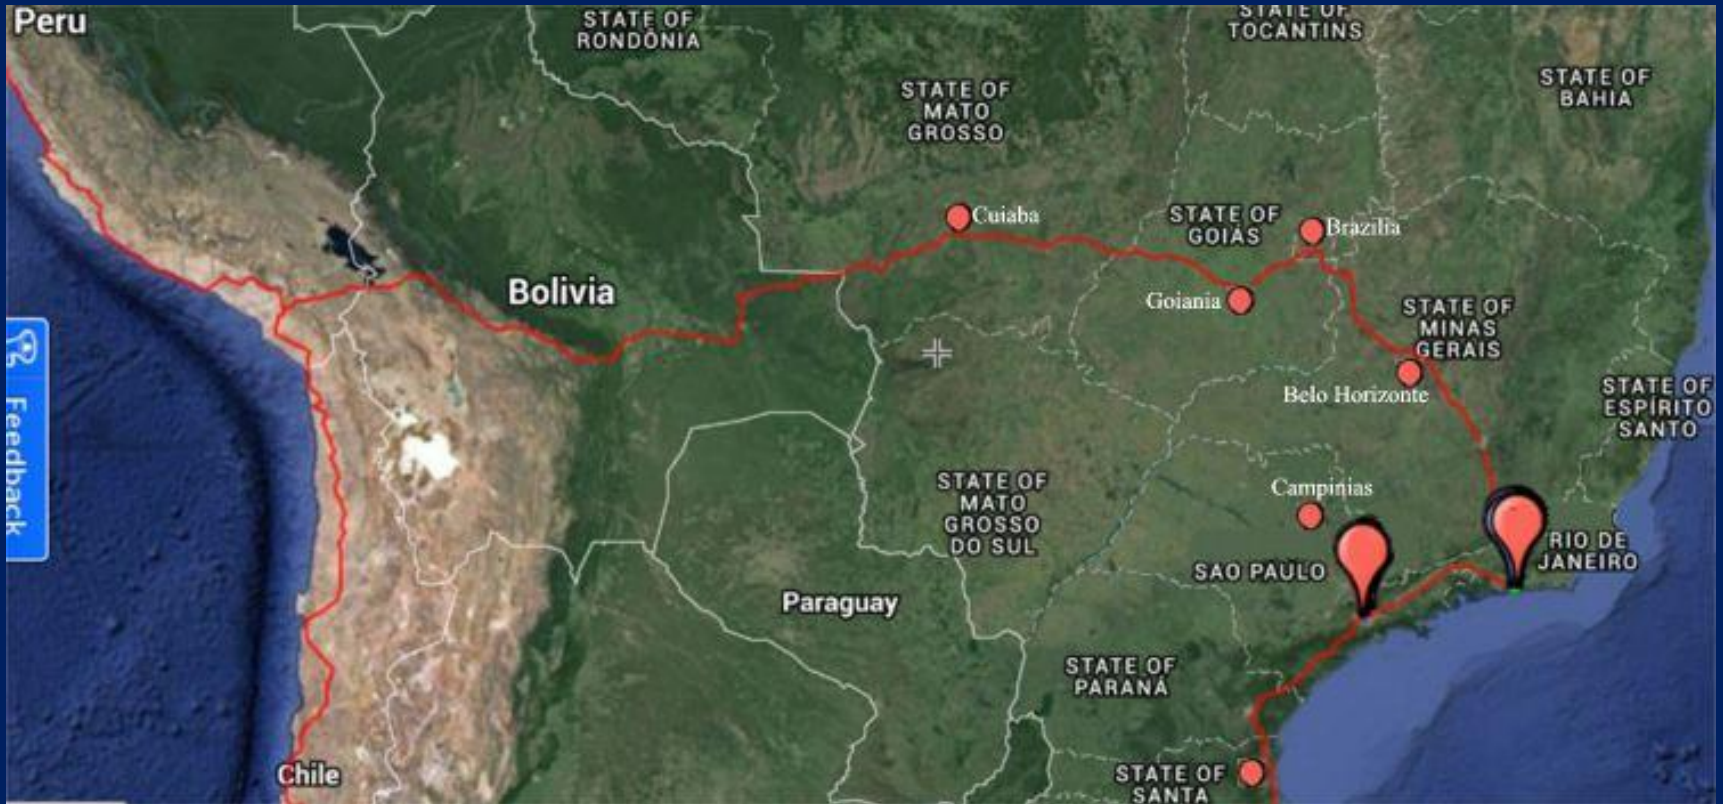 Peru
STATE OF
RONDÔNIA
STATE OF
TOCANTINS
STATE OF
BAHIA
STATE OF
MATO
GROSSO
Cuiaba
STATE OF
GOIÁS
Brazilia
Bolivia
Goiania
STATE OF
MINAS
GERAIS
Belo Horizonte
STATE OF
ESPÍRITO
SANTO
Feedback
STATE OF
MATO
GROSSO
DO SUL
Campinias
SAO PAULO
RIO DE
JANEIRO
Paraguay
STATE OF
PARANÁ
Chile
STATE OF
SANTA